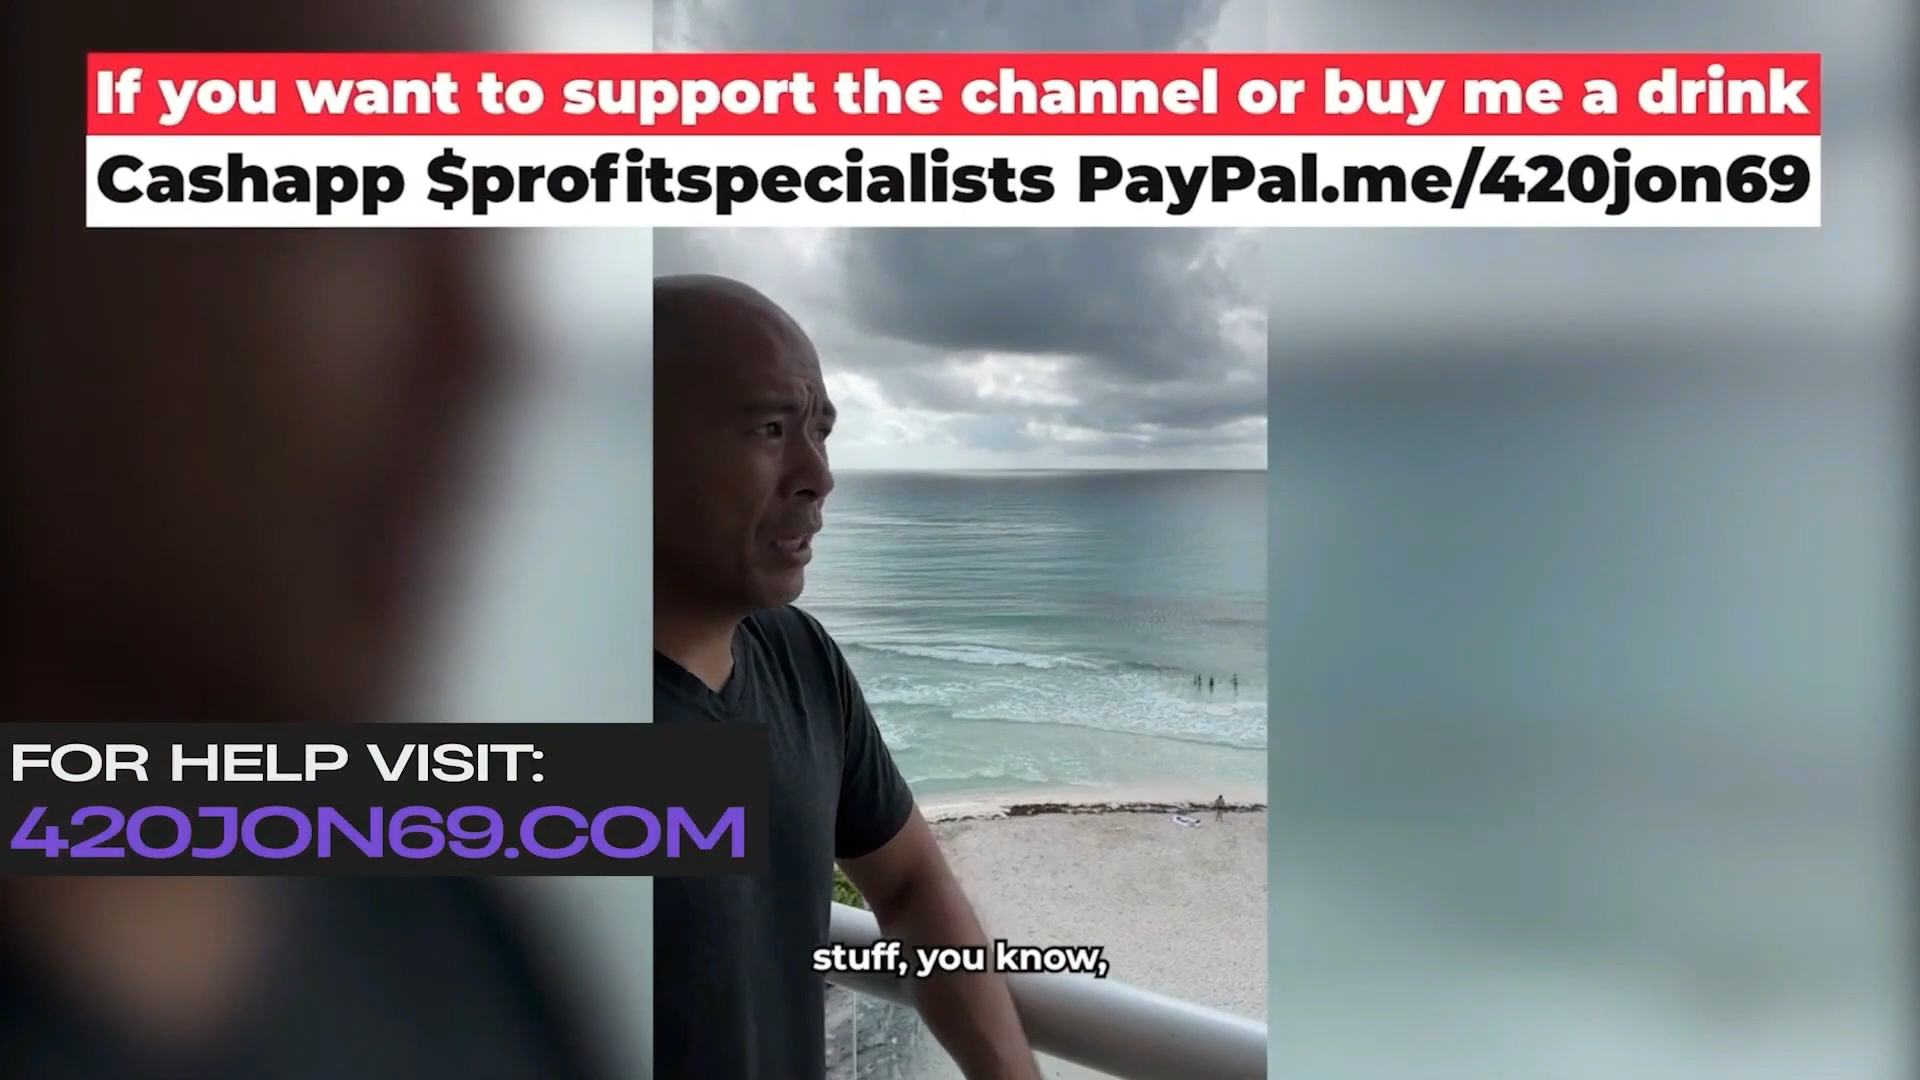 If you want to support the channel or buy me a drink
Cashapp $profitspecialists PayPal.me/420jon69
FOR HELP VISIT:
420JON69.COM
stuff, you know,